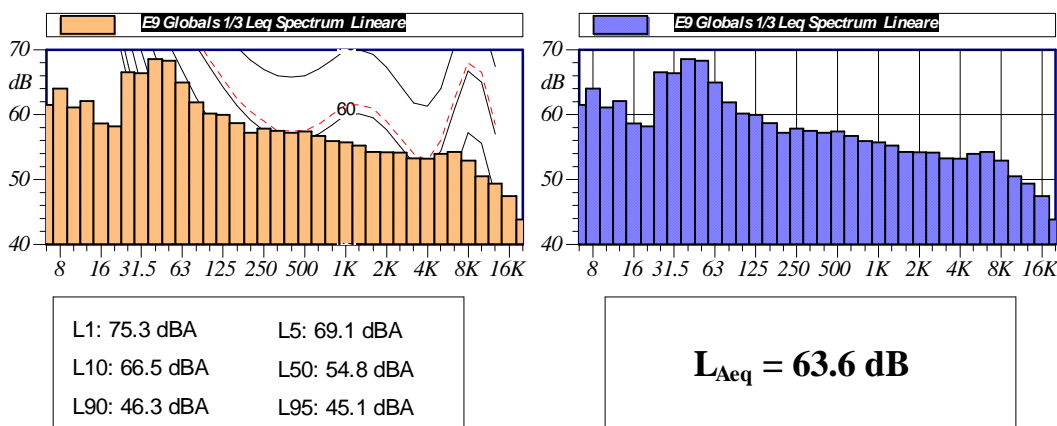 E9 Globals 1/3 Leq Spectrum Lineare
70
dB
60
50
40
60
8 16 31.5 63 125 250 500 1K 2K 4K 8K 16K
E9 Globals 1/3 Leq Spectrum Lineare
70
dB
60
50
40
8 16 31.5 63 125 250 500 1K 2K 4K 8K 16K
L1: 75.3 dBA L5: 69.1 dBA
L10: 66.5 dBA L50: 54.8 dBA
L90: 46.3 dBA L95: 45.1 dBA
LAeq = 63.6 dB